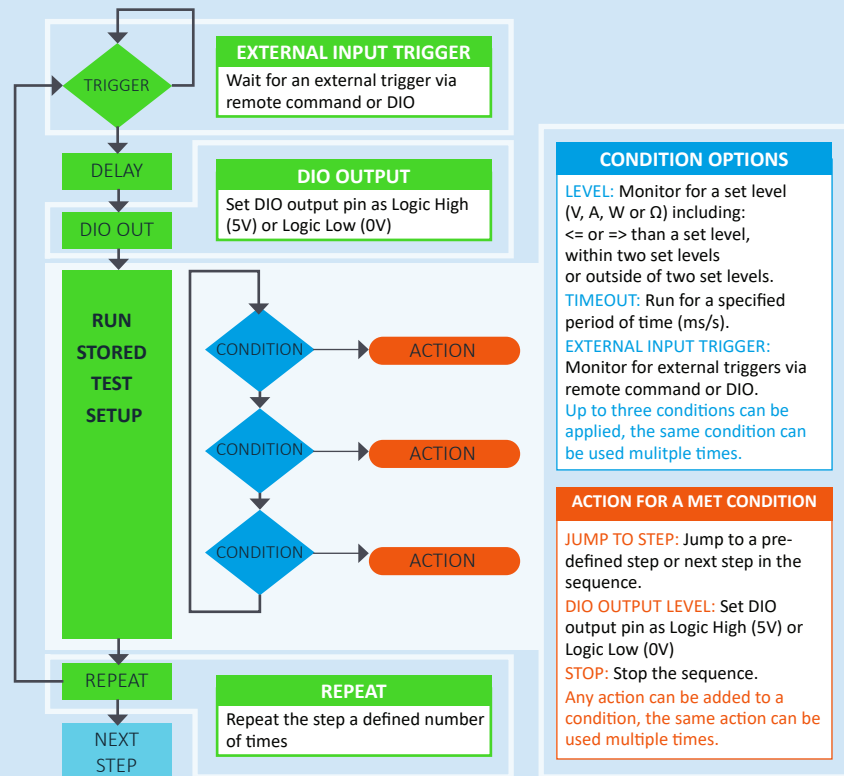 TRIGGER
EXTERNAL INPUT TRIGGER
Wait for an external trigger via
remote command or DIO
DELAY
DIO OUTPUT
Set DIO output pin as Logic High
(5V) or Logic Low (0V)
DIO OUT
RUN
STORED
TEST
SETUP
CONDITION
ACTION
CONDITION
ACTION
CONDITION
ACTION
REPEAT
REPEAT
Repeat the step a defined number
of times
NEXT
STEP
CONDITION OPTIONS
LEVEL: Monitor for a set level
(V, A, W or Ω) including:
<= or => than a set level,
within two set levels
or outside of two set levels.
TIMEOUT: Run for a specified
period of time (ms/s).
EXTERNAL INPUT TRIGGER:
Monitor for external triggers via
remote command or DIO.
Up to three conditions can be
applied, the same condition can
be used mulitple times.
ACTION FOR A MET CONDITION
JUMP TO STEP: Jump to a pre-
defined step or next step in the
sequence.
DIO OUTPUT LEVEL: Set DIO
output pin as Logic High (5V) or
Logic Low (0V)
STOP: Stop the sequence.
Any action can be added to a
condition, the same action can be
used multiple times.